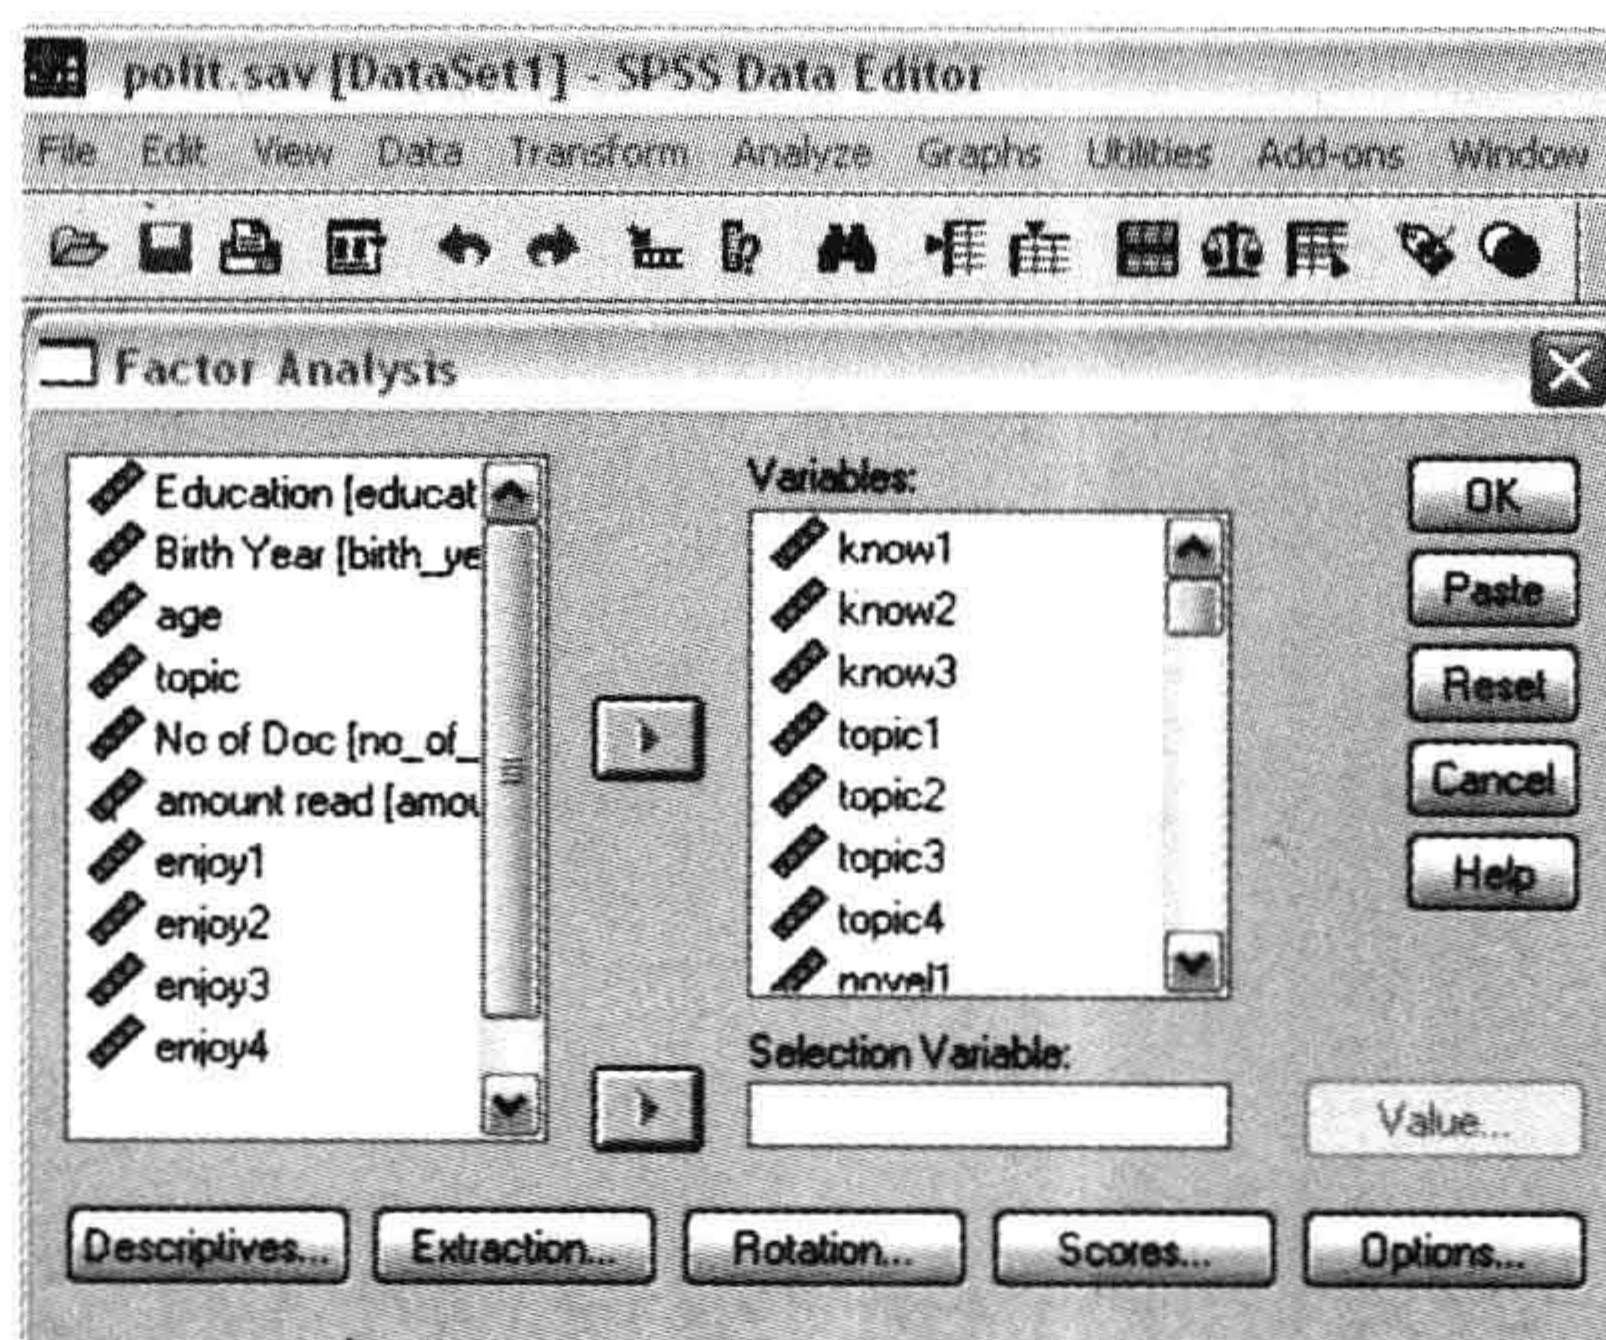 polit.sav [DataSet1] - SPSS Data Editor
File Edit View Data Transform Analyze Graphs Utilities Add-ons Window
Factor Analysis
Education [educat
Birth Year [birth_ye
age
topic
No of Doc [no_of_
amount read [amou
enjoy1
enjoy2
enjoy3
enjoy4
Variables:
know1
know2
know3
topic1
topic2
topic3
topic4
novel1
Selection Variable:
OK
Paste
Reset
Cancel
Help
Value...
Descriptives... Extraction... Rotation... Scores... Options...